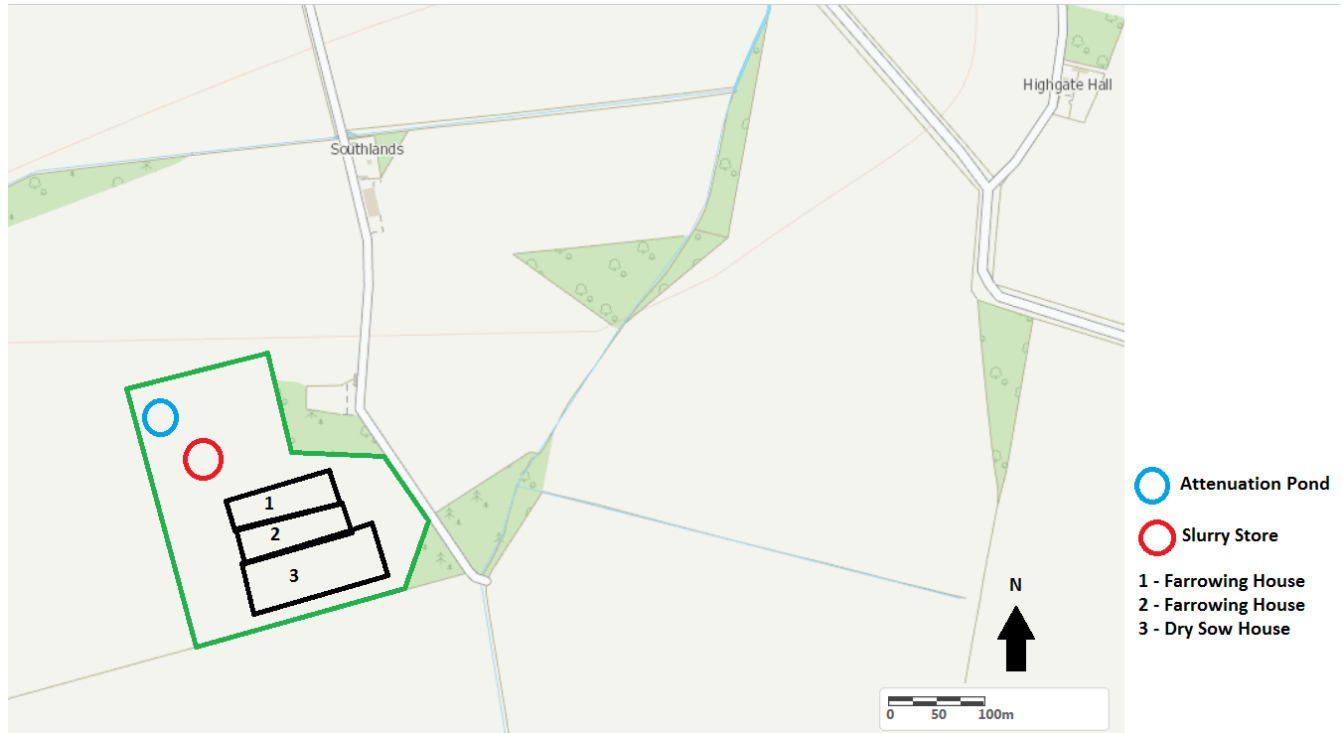 Highgate Hall
Southlands
1
2
3
Attenuation Pond
Slurry Store
1 - Farrowing House
2 - Farrowing House
3 - Dry Sow House
N
0 50 100m